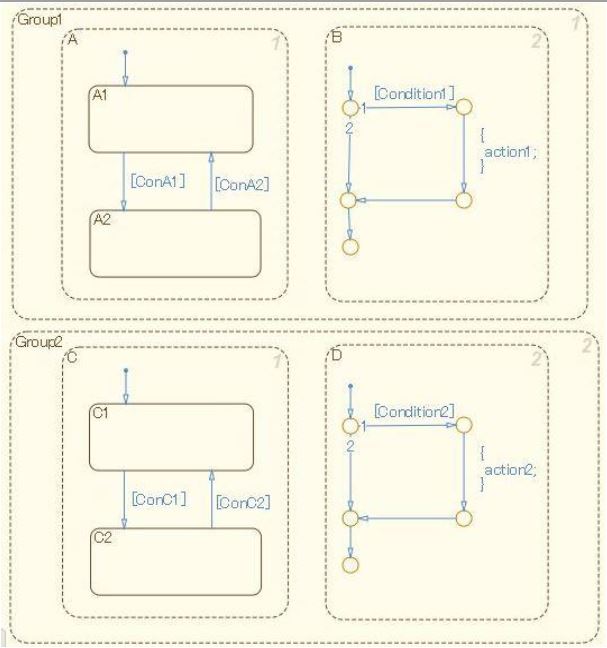 Group1
1
A
1
A1
[ConA1]
[ConA2]
A2
B
2
[Condition1]
1
2
{
action1;
}
Group2
2
C
1
C1
[ConC1]
[ConC2]
C2
D
2
[Condition2]
1
2
{
action2;
}